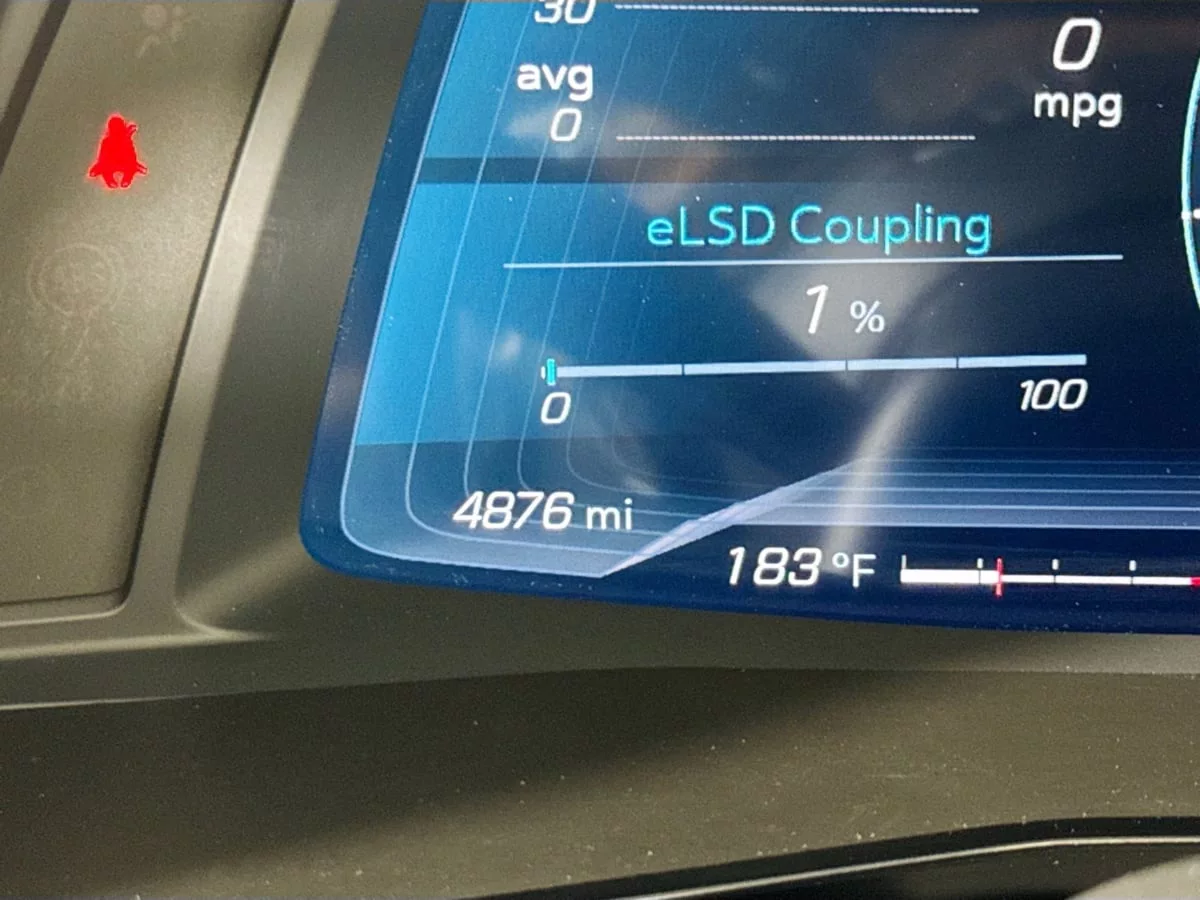 30
avg
0
0
mpg
eLSD Coupling
1 %
0
100
4876 mi
183 °F